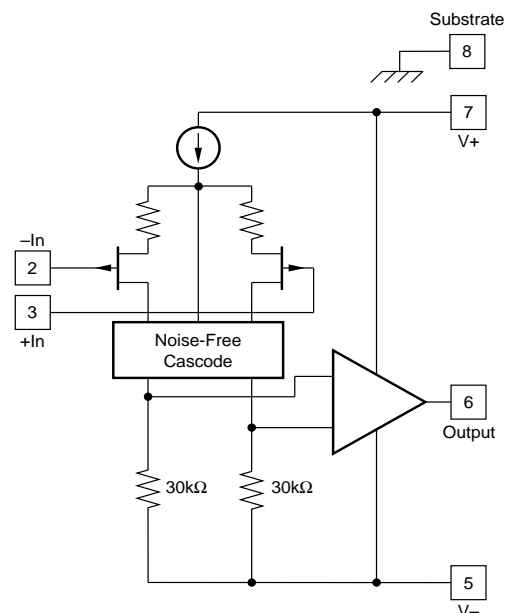 Substrate
8
7
V+
–In
2
3
+In
Noise-Free
Cascode
6
Output
30kΩ
30kΩ
5
V–